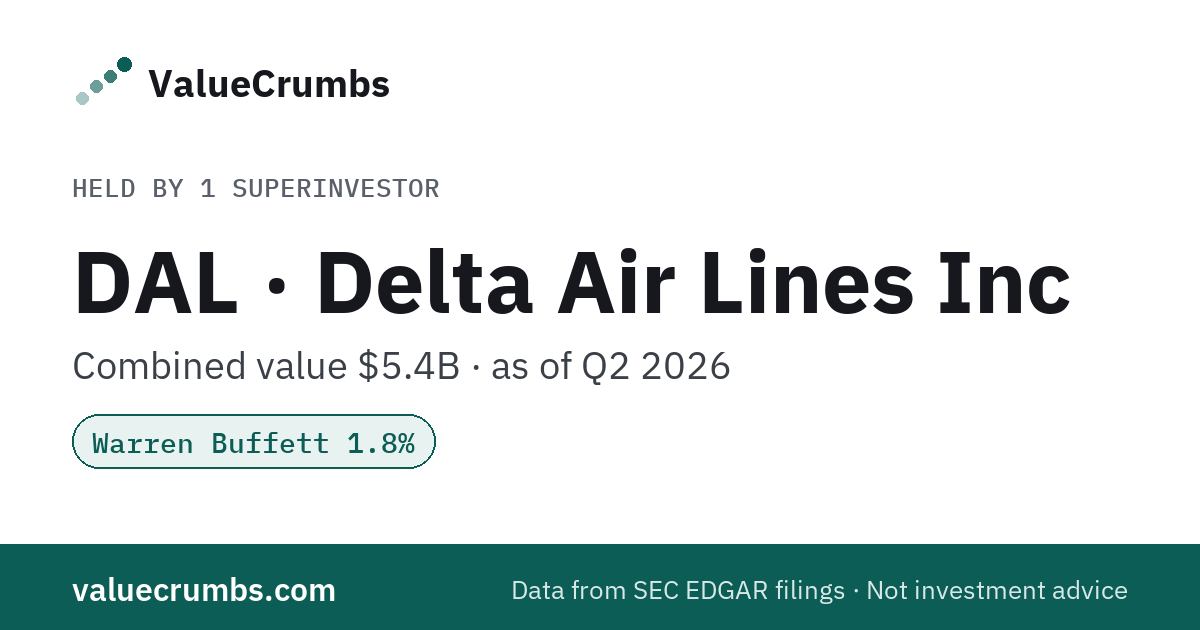 ValueCrumbs
HELD BY 1 SUPERINVESTOR
DAL · Delta Air Lines Inc
Combined value $5.4B · as of Q2 2026
Warren Buffett 1.8%
valuecrumbs.com
Data from SEC EDGAR filings · Not investment advice